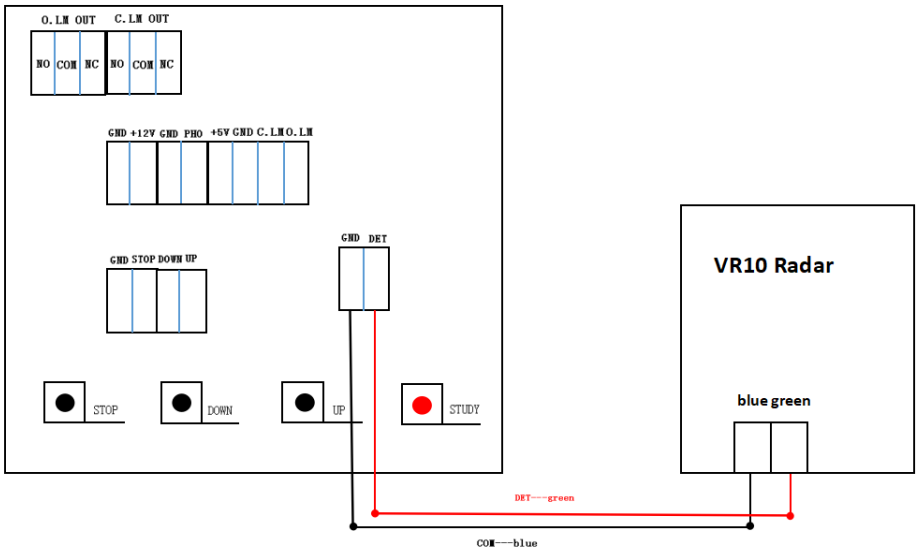 O.LM OUT C.LM OUT
NO COM NC NO COM NC
GND +12V GND PHO +5V GND C.LM O.LM
GND DET
GND STOP DOWN UP
VR10 Radar
blue green
STOP DOWN UP STUDY
DET---green
COM---blue